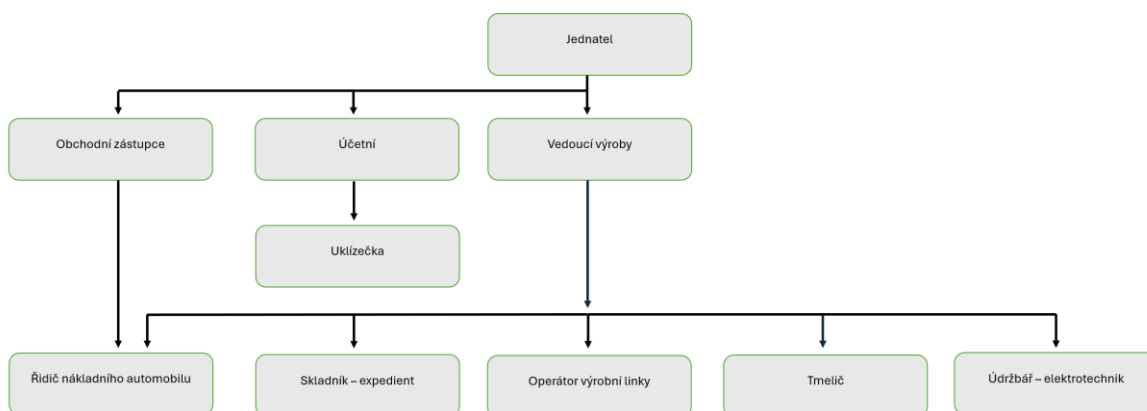 Jednatel
Obchodní zástupce
Účetní
Vedoucí výroby
Uklízečka
Řidič nákladního automobilu
Skladník – expedient
Operátor výrobní linky
Tmelič
Údržbář – elektrotechnik